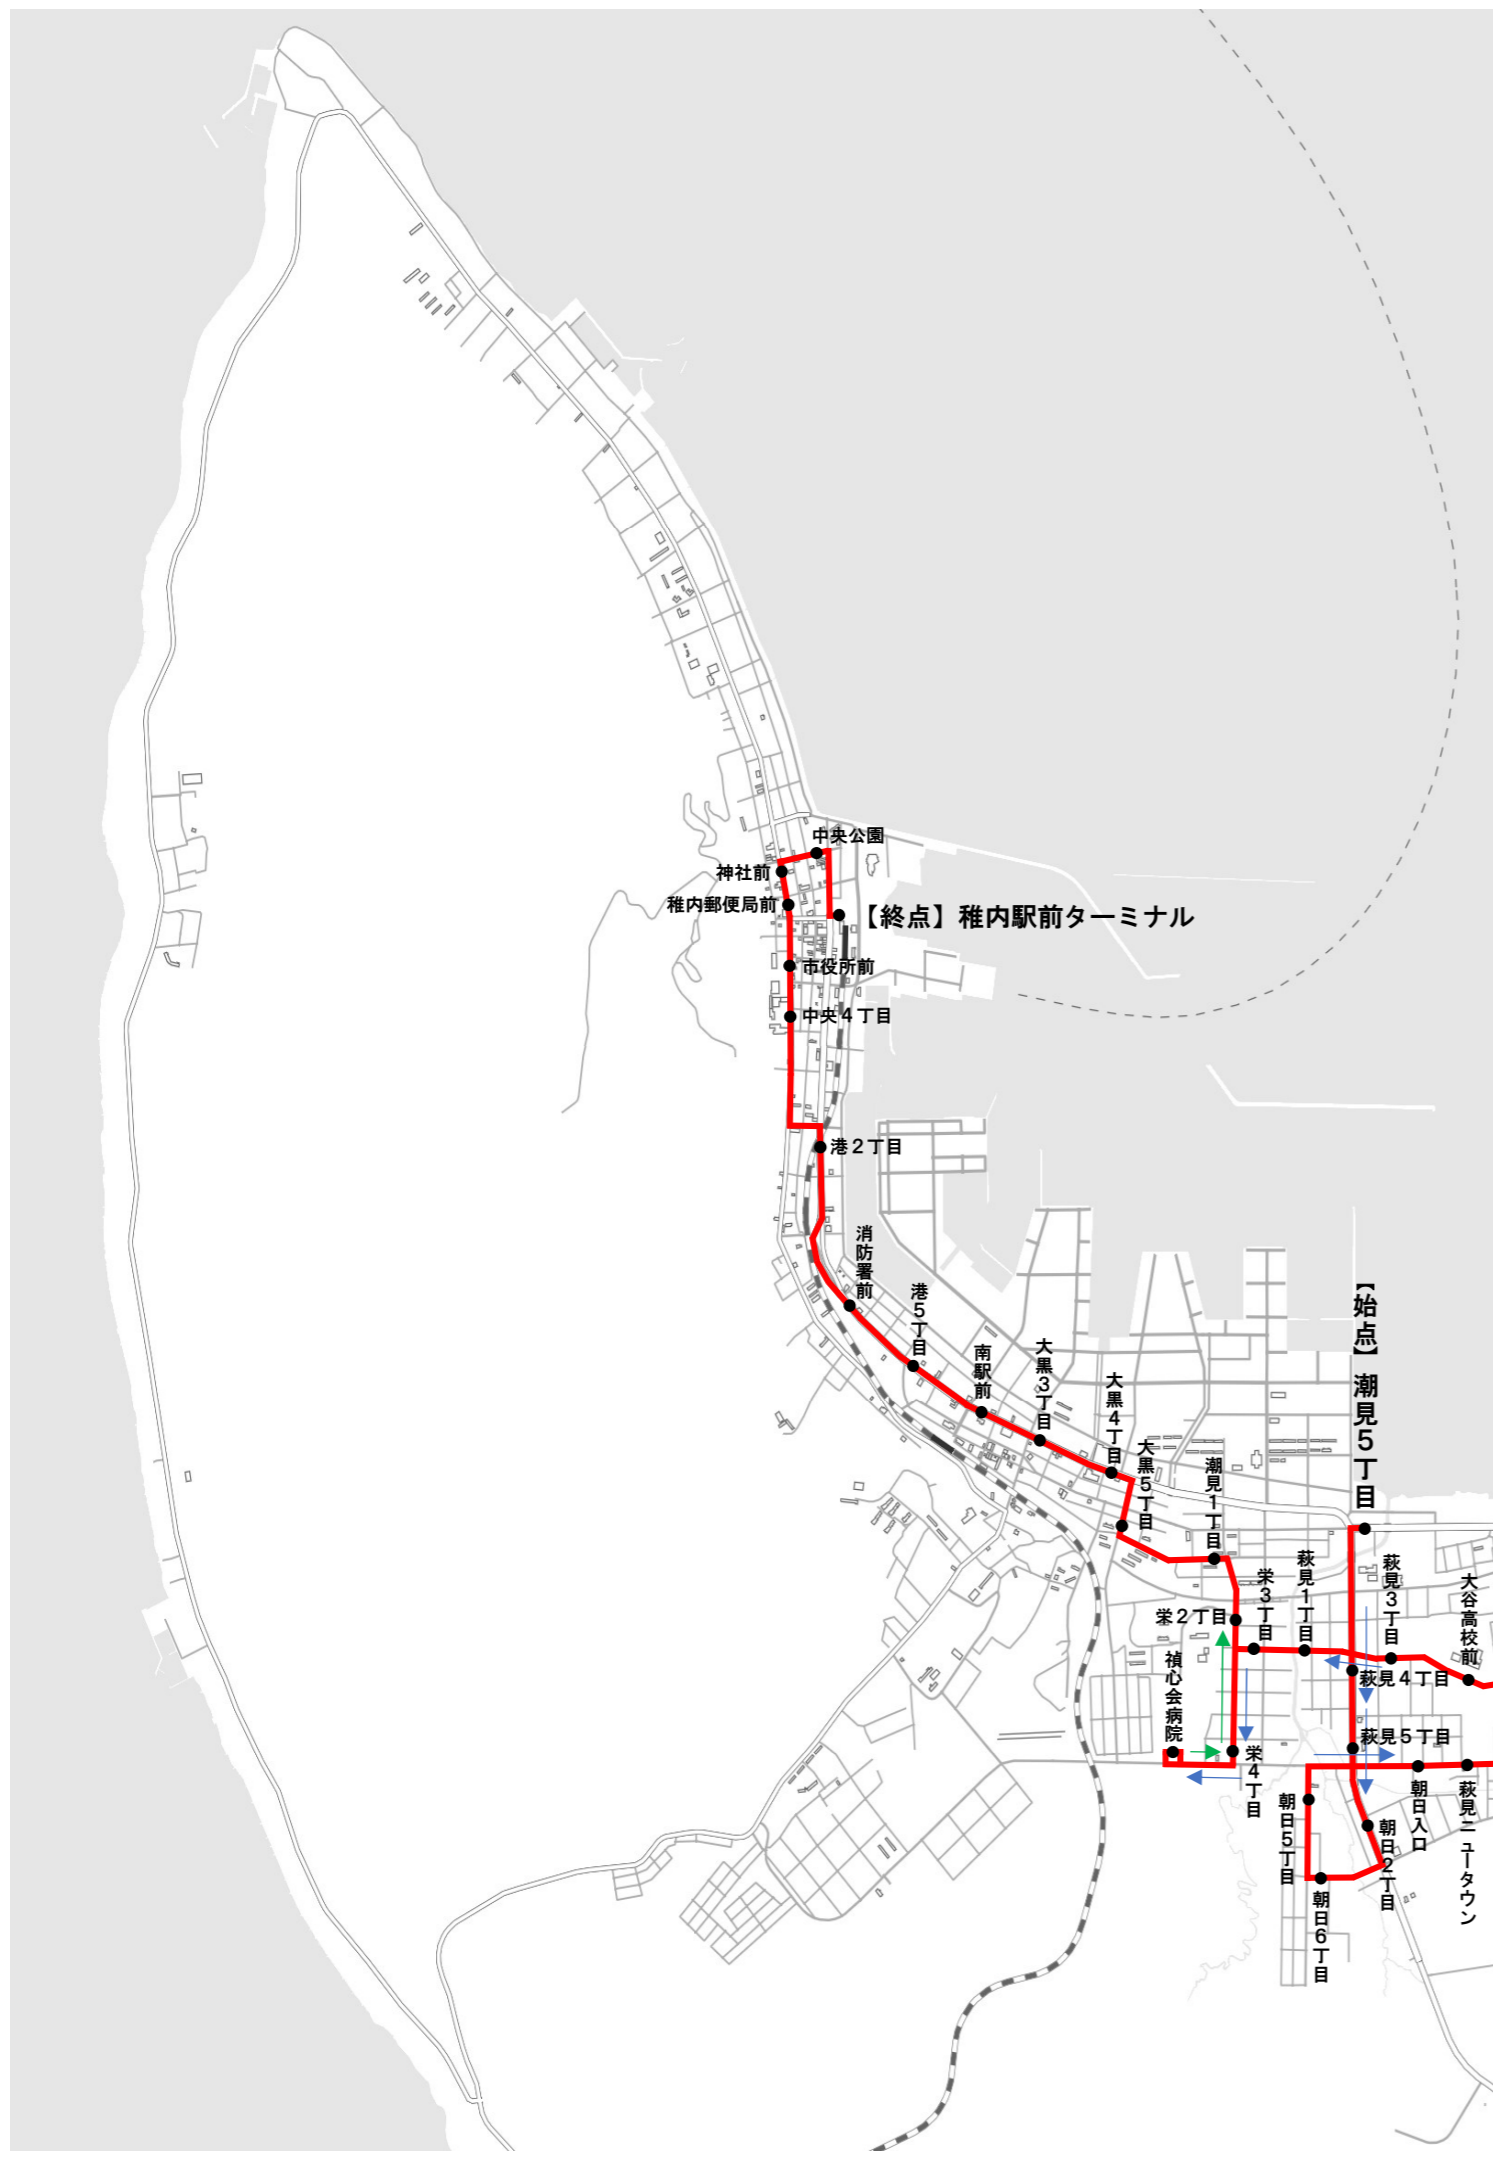 中央公園
神社前
稚内郵便局前
【終点】稚内駅前ターミナル
市役所前
中央４丁目
港２丁目
消防署前
港５丁目
南駅前
大黒３丁目
大黒４丁目
大黒５丁目
潮見１丁目
【始点】潮見５丁目
栄２丁目
栄３丁目
萩見１丁目
萩見３丁目
大谷高校前
萩見４丁目
禎心会病院
栄４丁目
萩見５丁目
朝日５丁目
朝日６丁目
朝日２丁目
朝日入口
萩見ニュータウン